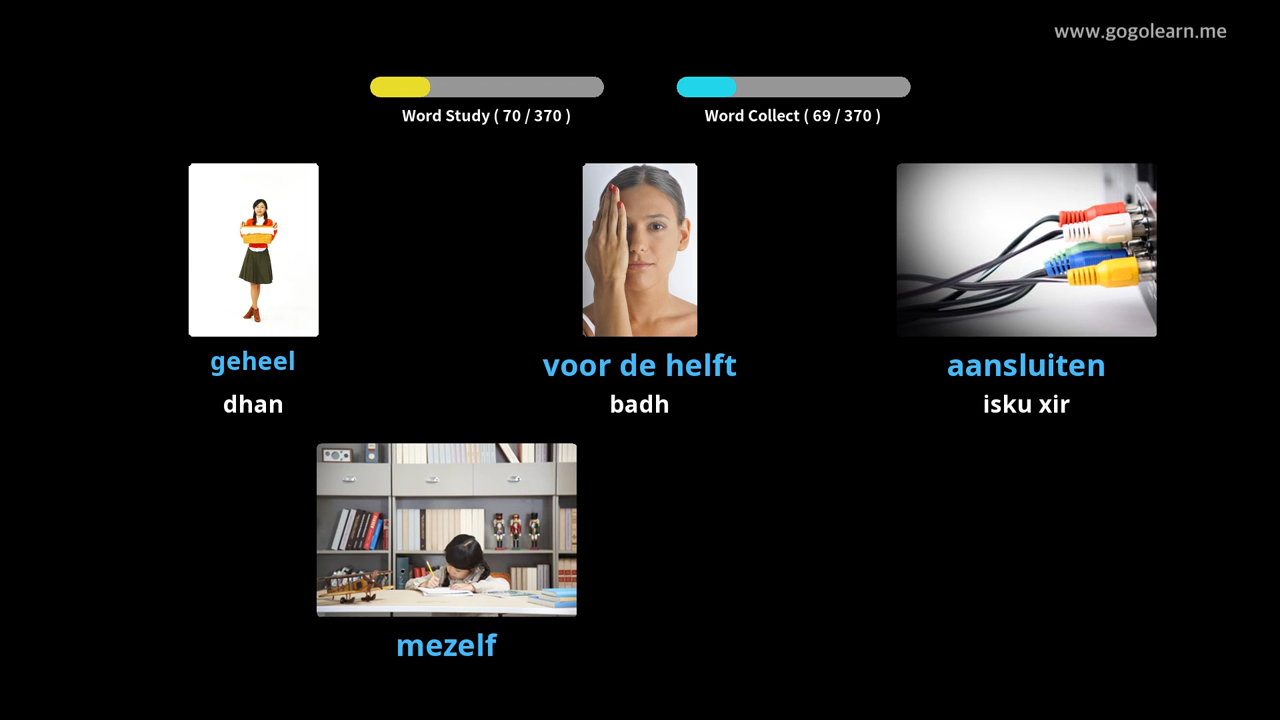 www.gogolearn.me
Word Study ( 70 / 370 )
Word Collect ( 69 / 370 )
geheel
dhan
voor de helft
badh
aansluiten
isku xir
mezelf